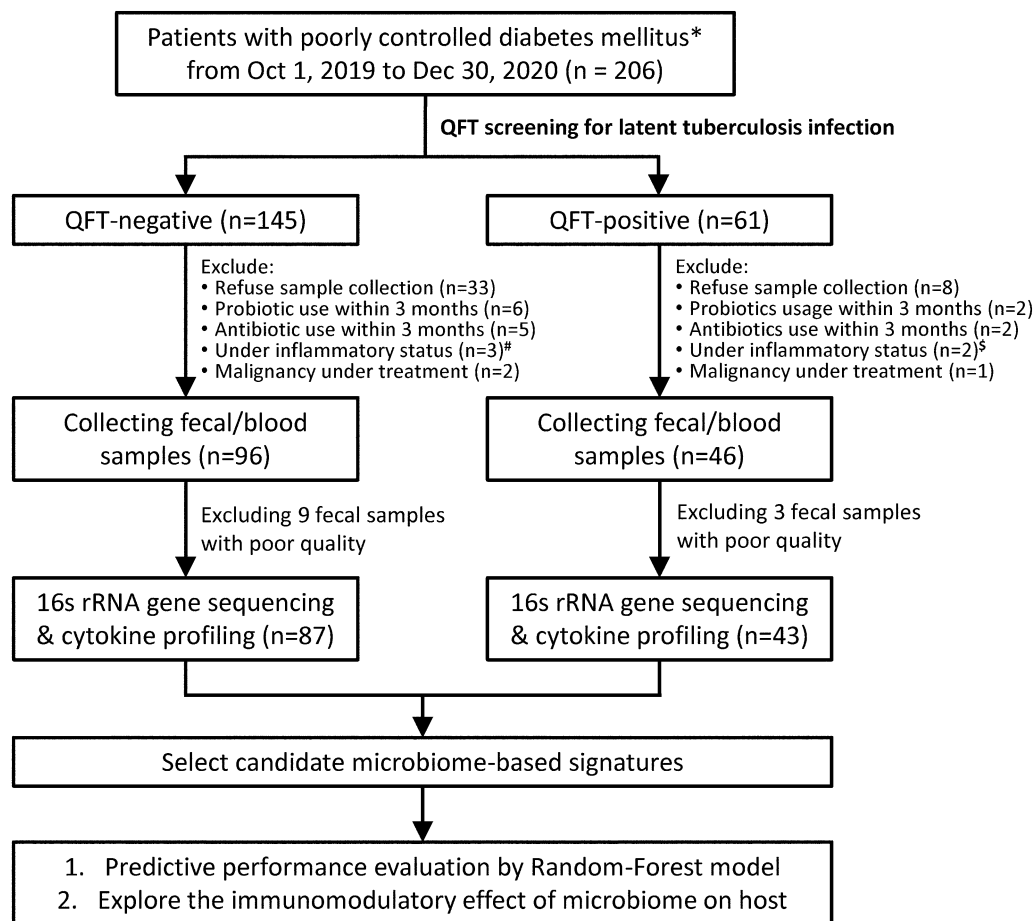 Patients with poorly controlled diabetes mellitus*
from Oct 1, 2019 to Dec 30, 2020 (n = 206)
QFT screening for latent tuberculosis infection
QFT-negative (n=145)
QFT-positive (n=61)
Exclude:
• Refuse sample collection (n=33)
• Probiotic use within 3 months (n=6)
• Antibiotic use within 3 months (n=5)
• Under inflammatory status (n=3)#
• Malignancy under treatment (n=2)
Exclude:
• Refuse sample collection (n=8)
• Probiotics usage within 3 months (n=2)
• Antibiotics use within 3 months (n=2)
• Under inflammatory status (n=2)$
• Malignancy under treatment (n=1)
Collecting fecal/blood
samples (n=96)
Collecting fecal/blood
samples (n=46)
Excluding 9 fecal samples
with poor quality
Excluding 3 fecal samples
with poor quality
16s rRNA gene sequencing
& cytokine profiling (n=87)
16s rRNA gene sequencing
& cytokine profiling (n=43)
Select candidate microbiome-based signatures
1. Predictive performance evaluation by Random-Forest model
2. Explore the immunomodulatory effect of microbiome on host